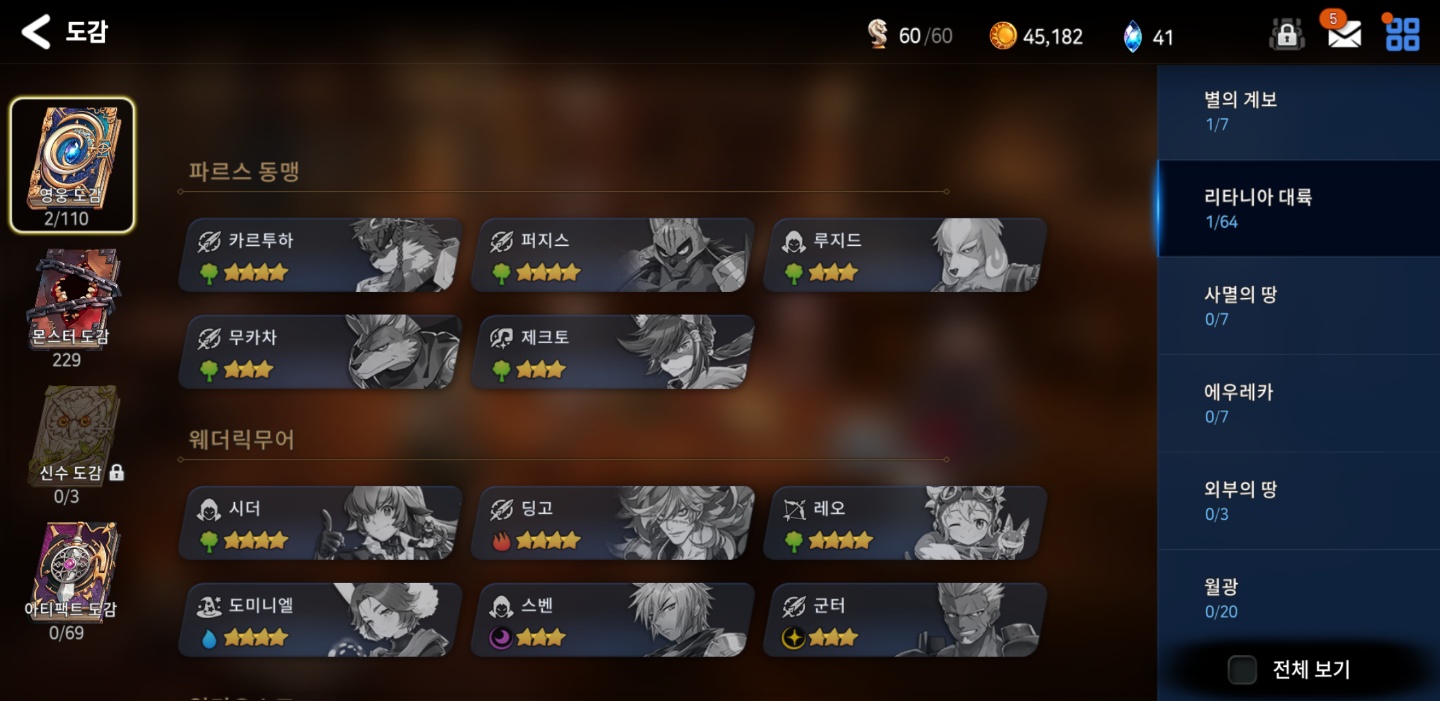 도감
60/60
45,182
41
5
영웅 도감
2/110
몬스터 도감
229
신수 도감
0/3
아티팩트 도감
0/69
파르스 동맹
카르투하
퍼지스
루지드
무카차
제크토
웨더릭무어
시더
딩고
레오
도미니엘
스벤
군터
별의 계보
1/7
리타니아 대륙
1/64
사멸의 땅
0/7
에우레카
0/7
외부의 땅
0/3
월광
0/20
전체 보기